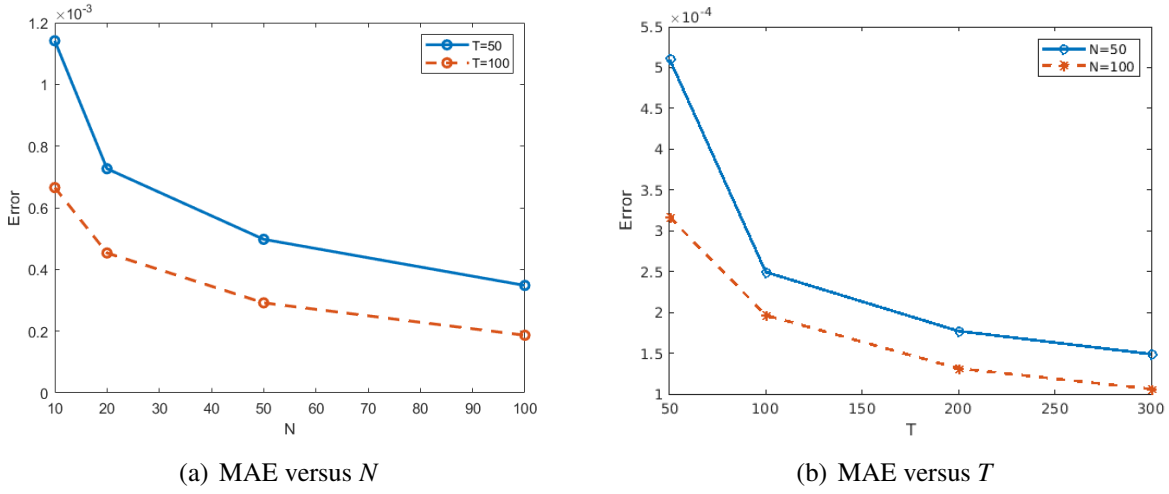 ×10⁻³
1.2
1
0.8
0.6
0.4
0.2
0
Error
10 20 30 40 50 60 70 80 90 100
N
T=50
T=100
(a) MAE versus N
×10⁻⁴
5.5
5
4.5
4
3.5
3
2.5
2
1.5
1
Error
50 100 150 200 250 300
T
N=50
N=100
(b) MAE versus T